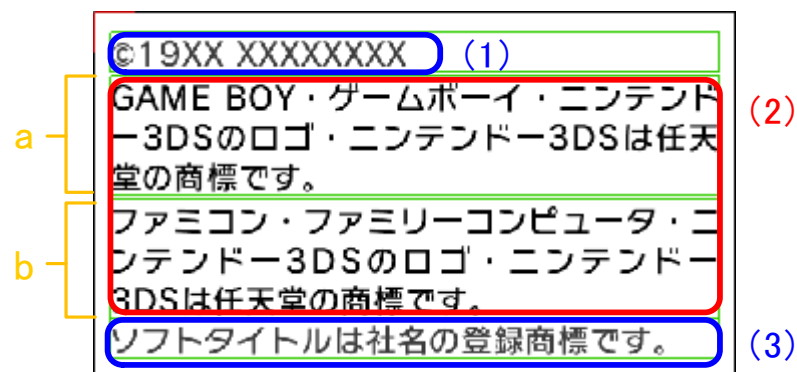 ©19XX XXXXXXXX
(1)
GAME BOY・ゲームボーイ・ニンテンド
ー3DSのロゴ・ニンテンドー3DSは任天
堂の商標です。
(2)
a
ファミコン・ファミリーコンピュータ・ニ
ンテンドー3DSのロゴ・ニンテンドー
3DSは任天堂の商標です。
b
ソフトタイトルは社名の登録商標です。
(3)